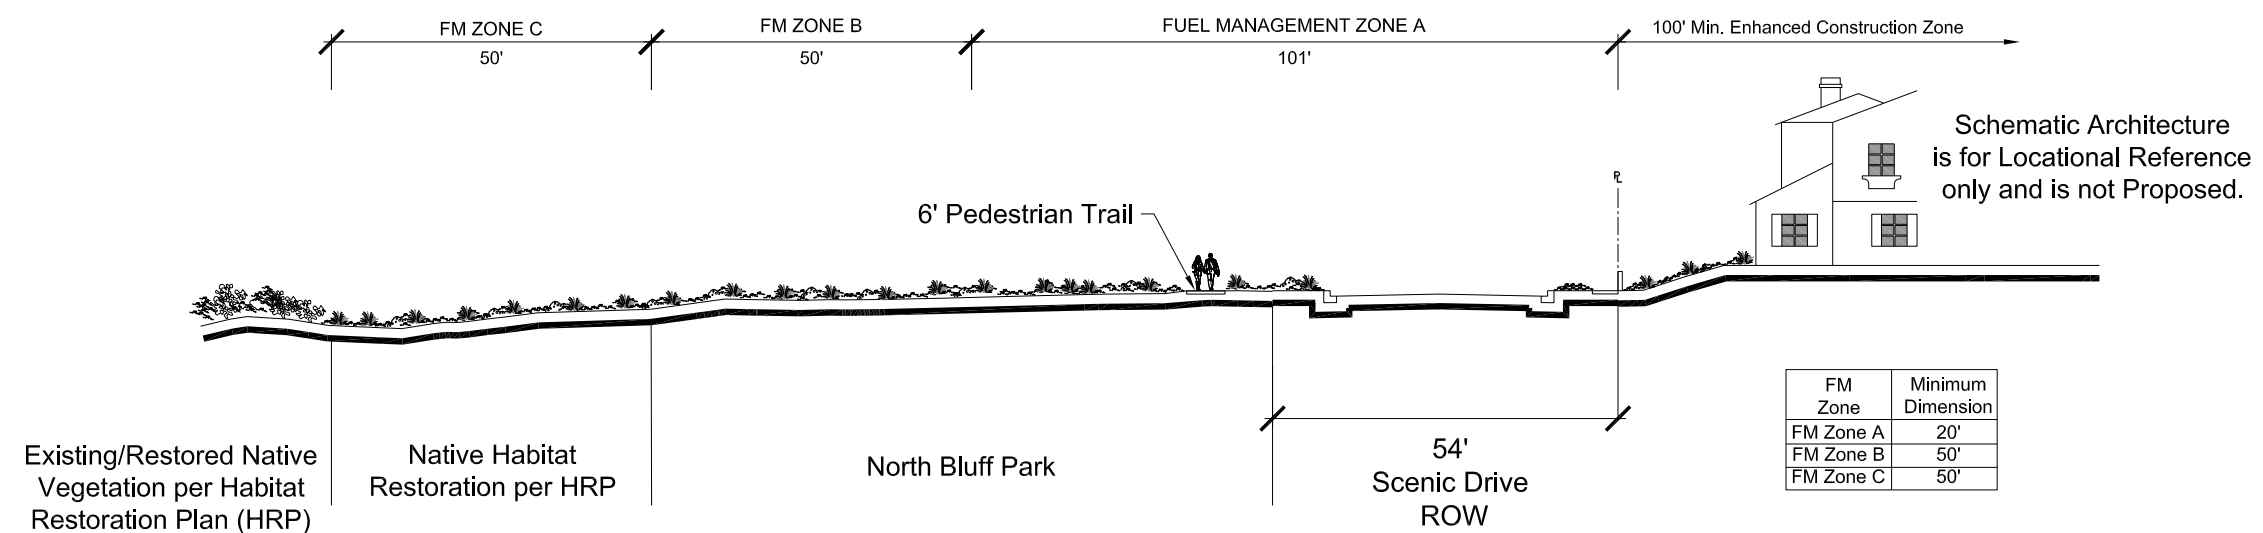 FM ZONE C
50'
FM ZONE B
50'
FUEL MANAGEMENT ZONE A
101'
100' Min. Enhanced Construction Zone
Schematic Architecture
is for Locational Reference
only and is not Proposed.
PL
6' Pedestrian Trail
Existing/Restored Native
Vegetation per Habitat
Restoration Plan (HRP)
Native Habitat
Restoration per HRP
North Bluff Park
54'
Scenic Drive
ROW
FM Zone Minimum Dimension
FM Zone A 20'
FM Zone B 50'
FM Zone C 50'